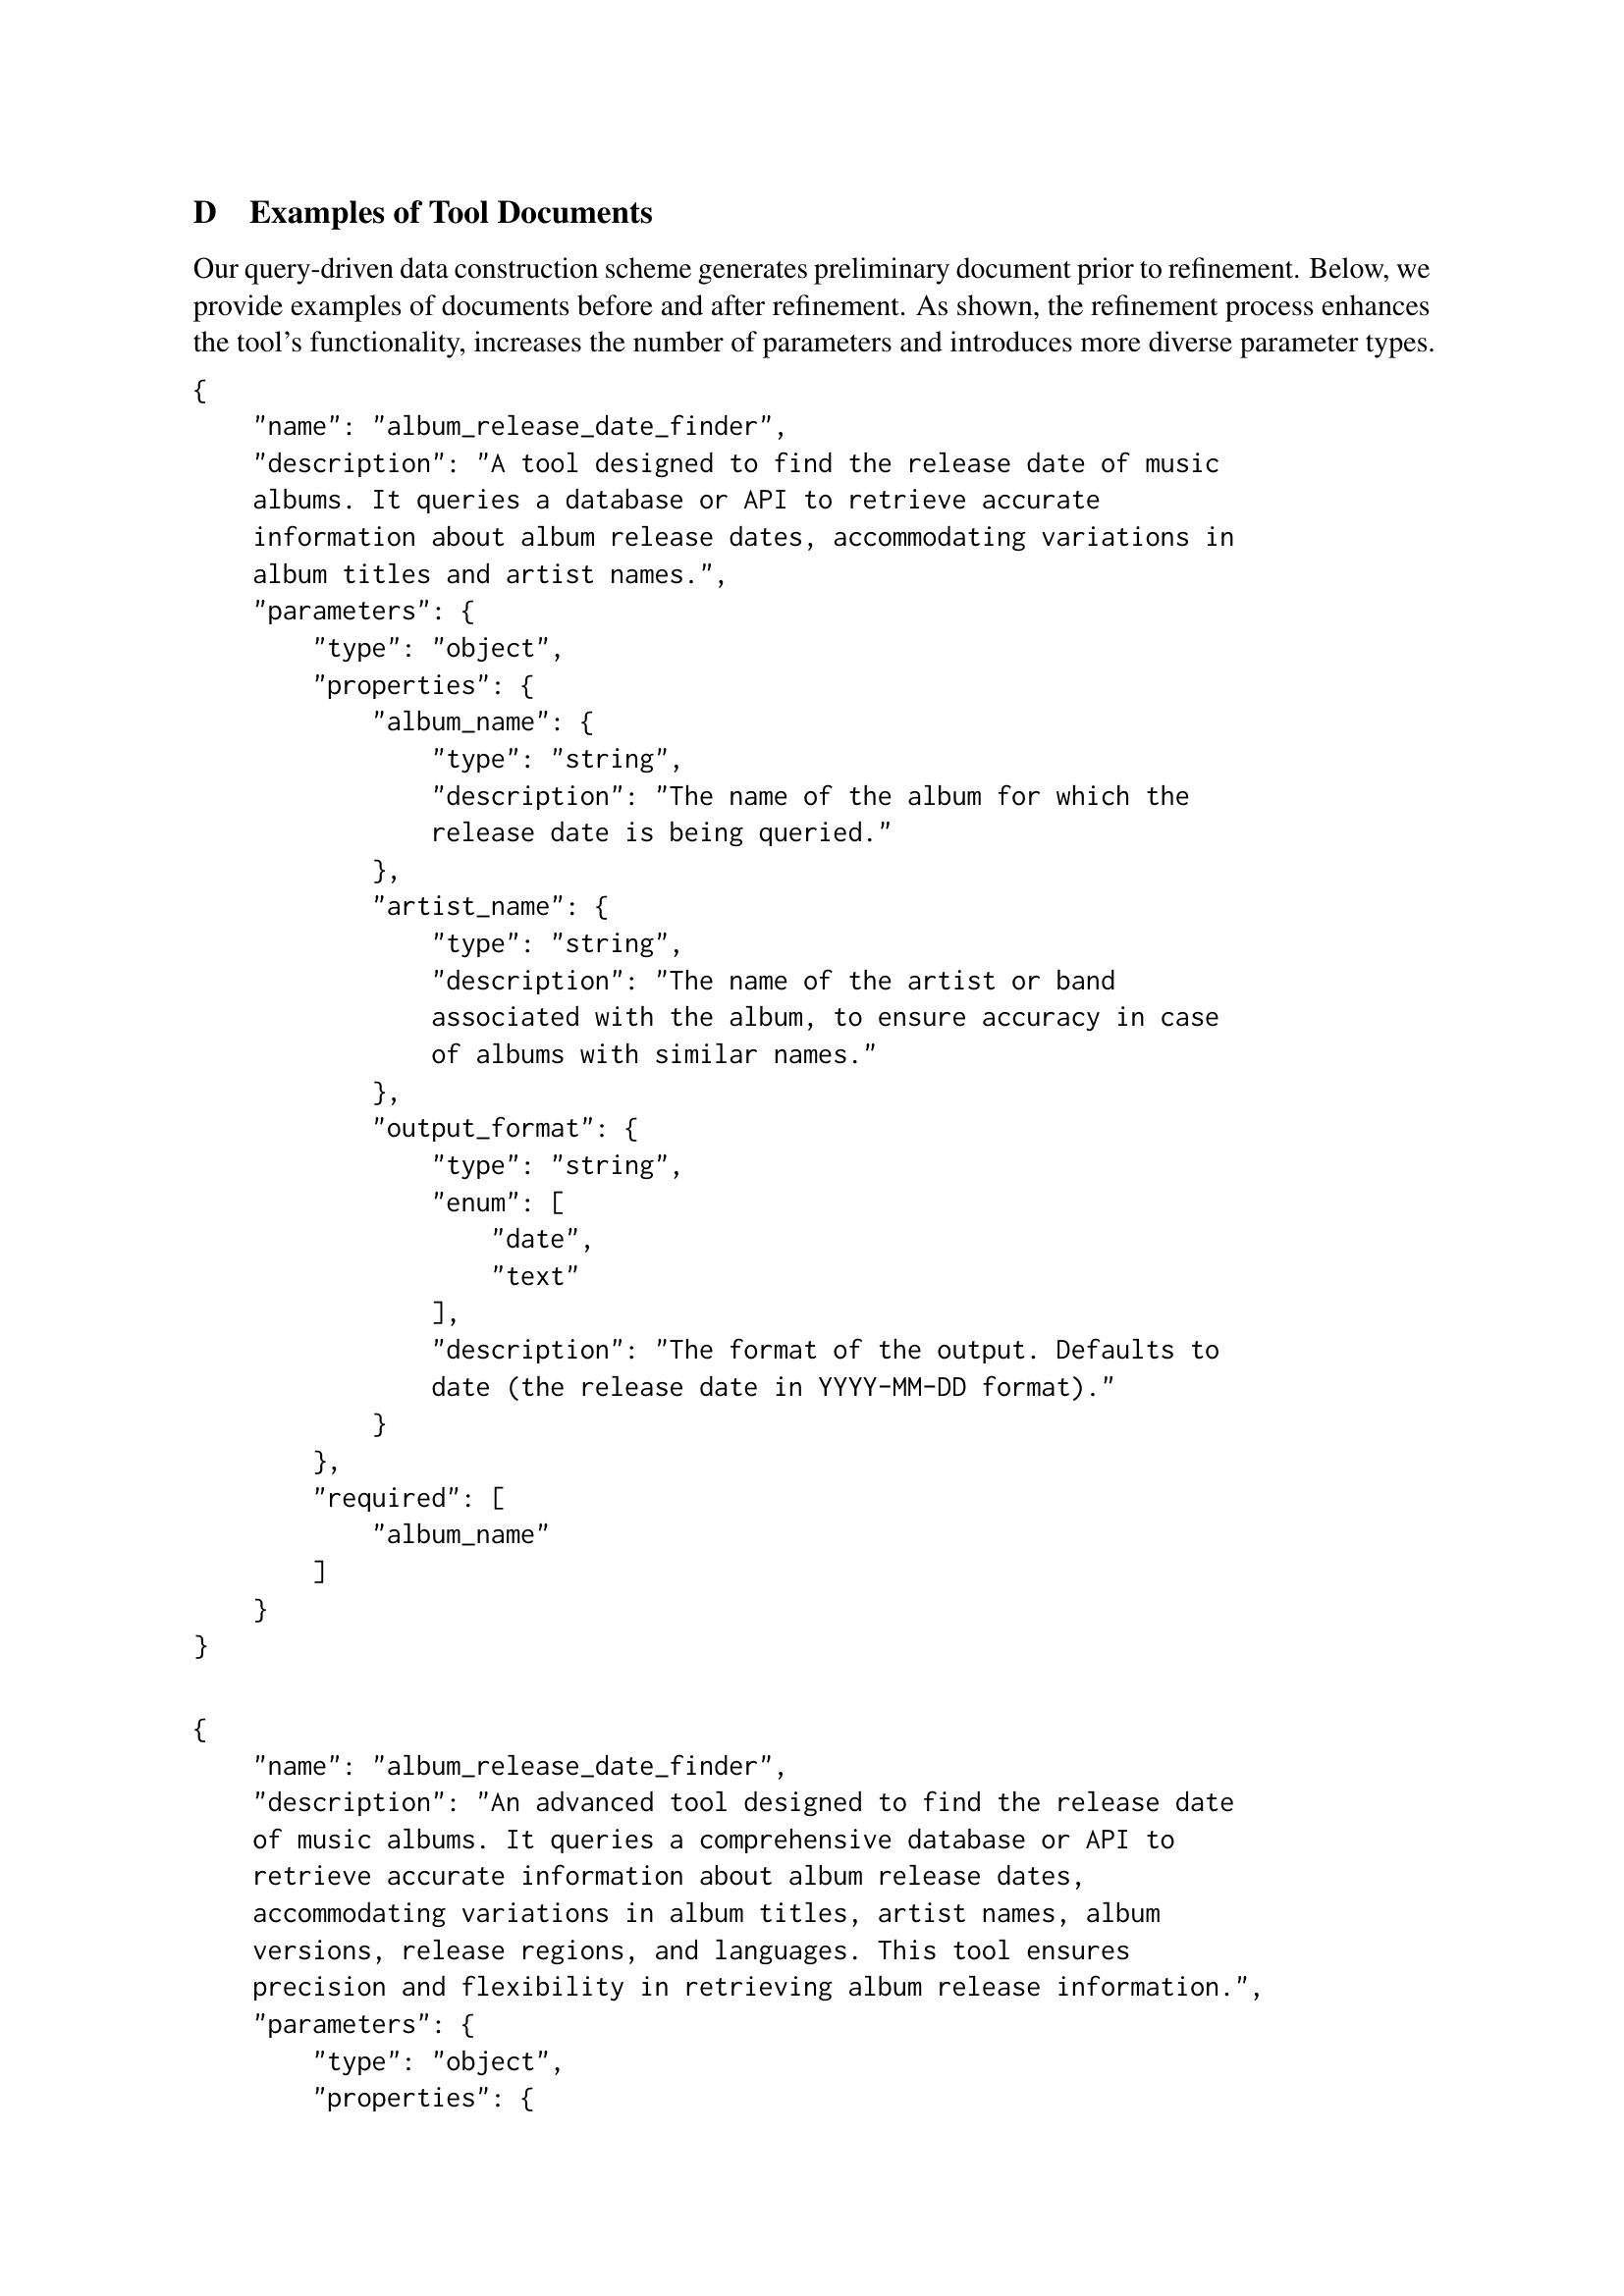 D Examples of Tool Documents
Our query-driven data construction scheme generates preliminary document prior to refinement. Below, we
provide examples of documents before and after refinement. As shown, the refinement process enhances
the tool's functionality, increases the number of parameters and introduces more diverse parameter types.
{
    "name": "album_release_date_finder",
    "description": "A tool designed to find the release date of music
    albums. It queries a database or API to retrieve accurate
    information about album release dates, accommodating variations in
    album titles and artist names.",
    "parameters": {
        "type": "object",
        "properties": {
            "album_name": {
                "type": "string",
                "description": "The name of the album for which the
                release date is being queried."
            },
            "artist_name": {
                "type": "string",
                "description": "The name of the artist or band
                associated with the album, to ensure accuracy in case
                of albums with similar names."
            },
            "output_format": {
                "type": "string",
                "enum": [
                    "date",
                    "text"
                ],
                "description": "The format of the output. Defaults to
                date (the release date in YYYY-MM-DD format)."
            }
        },
        "required": [
            "album_name"
        ]
    }
}
{
    "name": "album_release_date_finder",
    "description": "An advanced tool designed to find the release date
    of music albums. It queries a comprehensive database or API to
    retrieve accurate information about album release dates,
    accommodating variations in album titles, artist names, album
    versions, release regions, and languages. This tool ensures
    precision and flexibility in retrieving album release information.",
    "parameters": {
        "type": "object",
        "properties": {